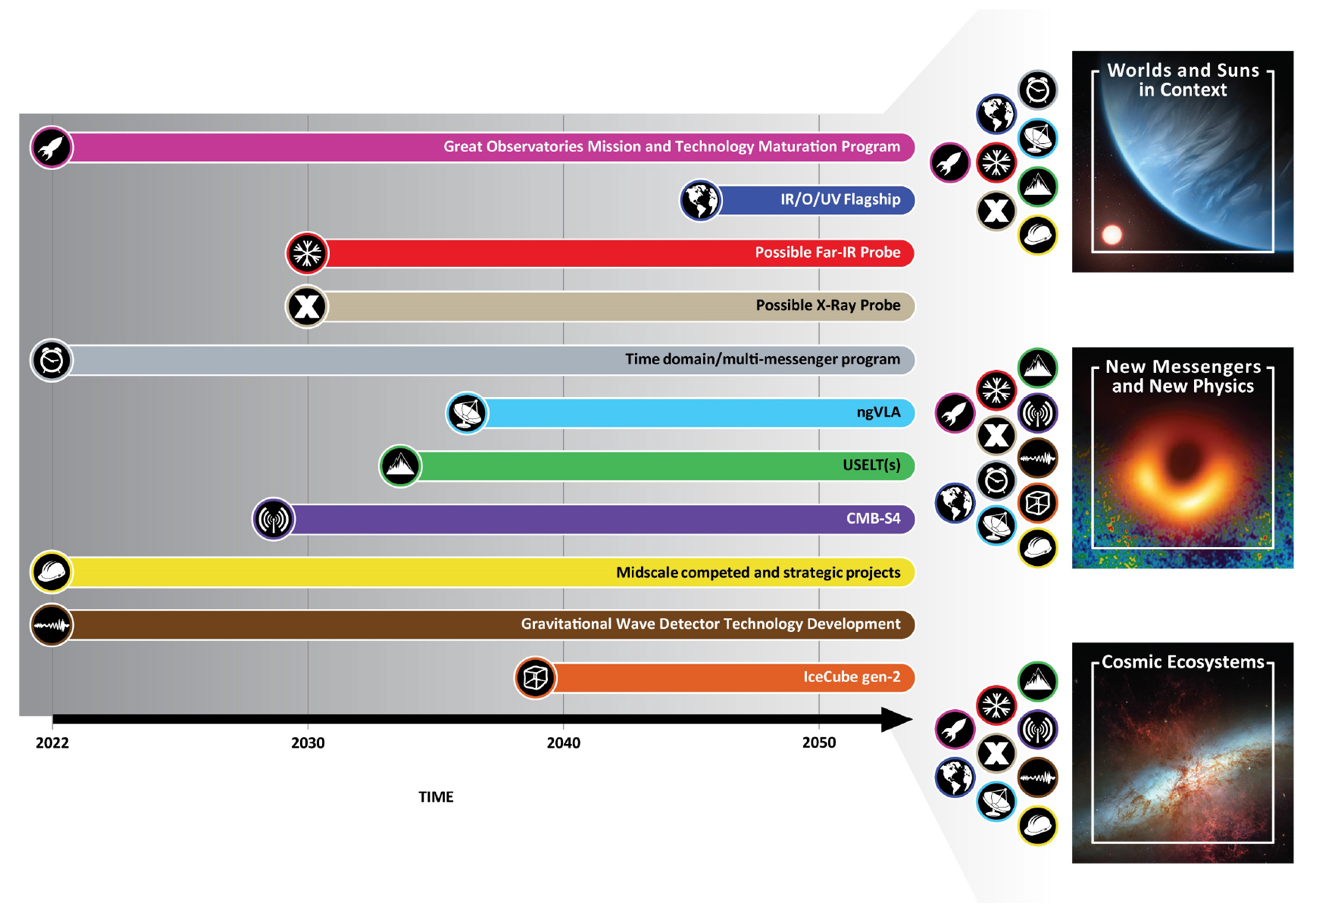 Great Observatories Mission and Technology Maturation Program
IR/O/UV Flagship
Possible Far-IR Probe
X
Possible X-Ray Probe
Time domain/multi-messenger program
ngVLA
USELT(s)
CMB-S4
Midscale competed and strategic projects
Gravitational Wave Detector Technology Development
IceCube gen-2
2022
2030
2040
2050
TIME
Worlds and Suns
in Context
X
New Messengers
and New Physics
X
Cosmic Ecosystems
X